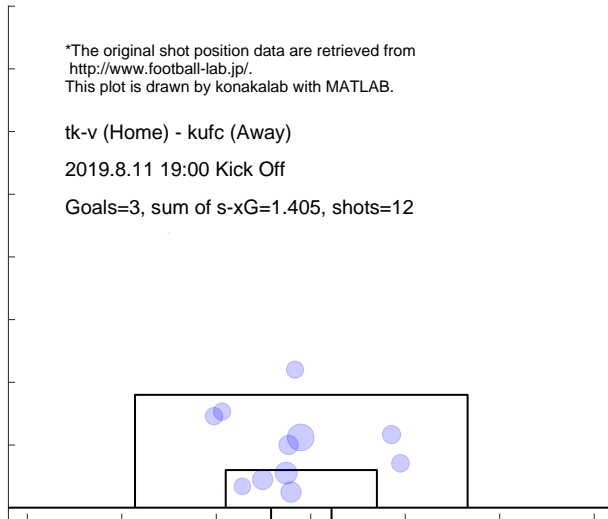 *The original shot position data are retrieved from
http://www.football-lab.jp/.
This plot is drawn by konakalab with MATLAB.
tk-v (Home) - kufc (Away)
2019.8.11 19:00 Kick Off
Goals=3, sum of s-xG=1.405, shots=12